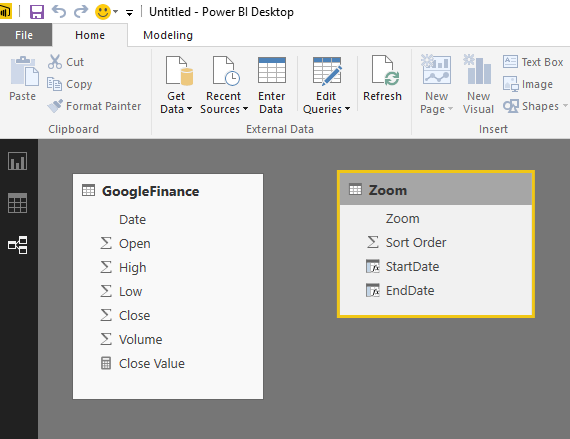 Untitled - Power BI Desktop
File
Home
Modeling
Paste
Cut
Copy
Format Painter
Clipboard
Get Data
Recent Sources
Enter Data
Edit Queries
Refresh
External Data
New Page
New Visual
Text Box
Image
Shapes
Insert
GoogleFinance
Date
Open
High
Low
Close
Volume
Close Value
Zoom
Zoom
Sort Order
StartDate
EndDate